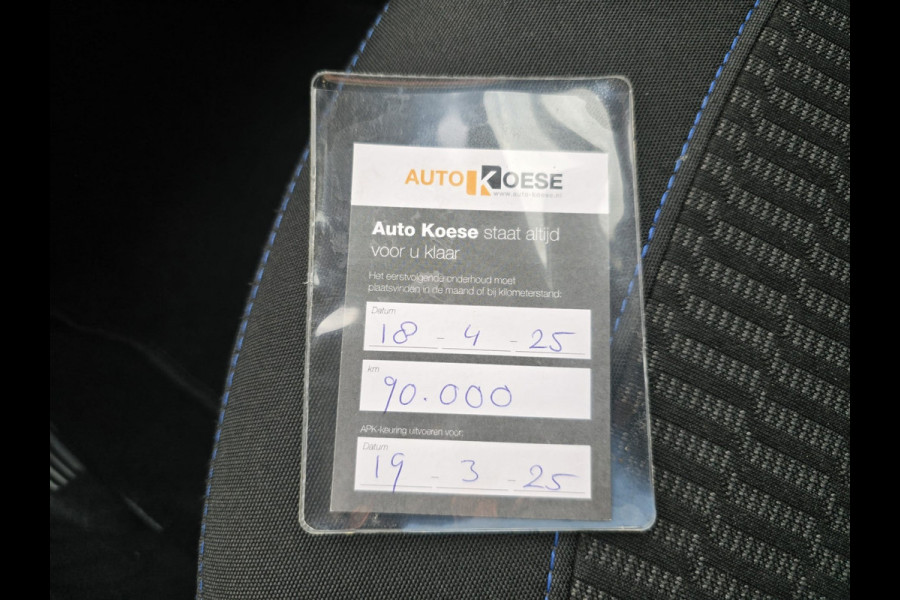 AUTO KOESE
www.auto-koese.nl
Auto Koese staat altijd
voor u klaar
Het eerstvolgende onderhoud moet
plaatsvinden in de maand of bij kilometerstand:
Datum
18 - 4 - 25
km
90.000
APK-keuring uitvoeren vóór:
Datum
19 - 3 - 25